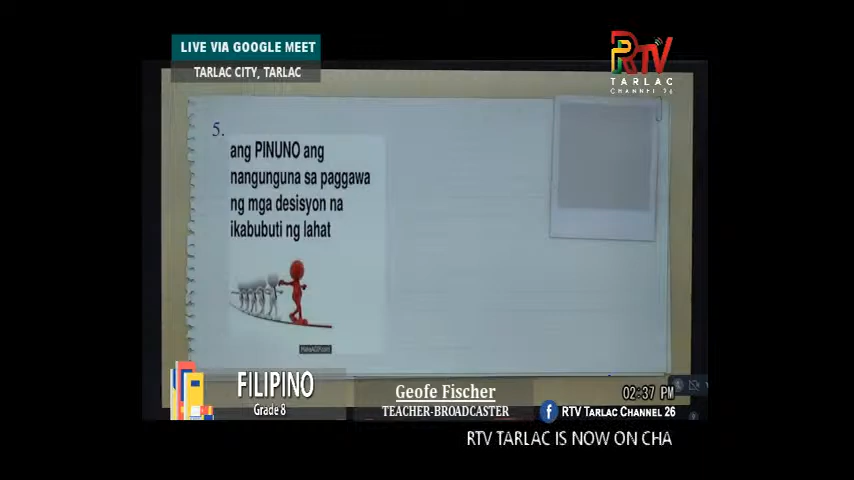 LIVE VIA GOOGLE MEET
TARLAC CITY, TARLAC
RTV
TARLAC
CHANNEL 26
5.
ang PINUNO ang
nangunguna sa paggawa
ng mga desisyon na
ikabubuti ng lahat
FILIPINO
Grade 8
Geofe Fischer
TEACHER-BROADCASTER
02:37 PM
RTV TARLAC CHANNEL 26
RTV TARLAC IS NOW ON CHA